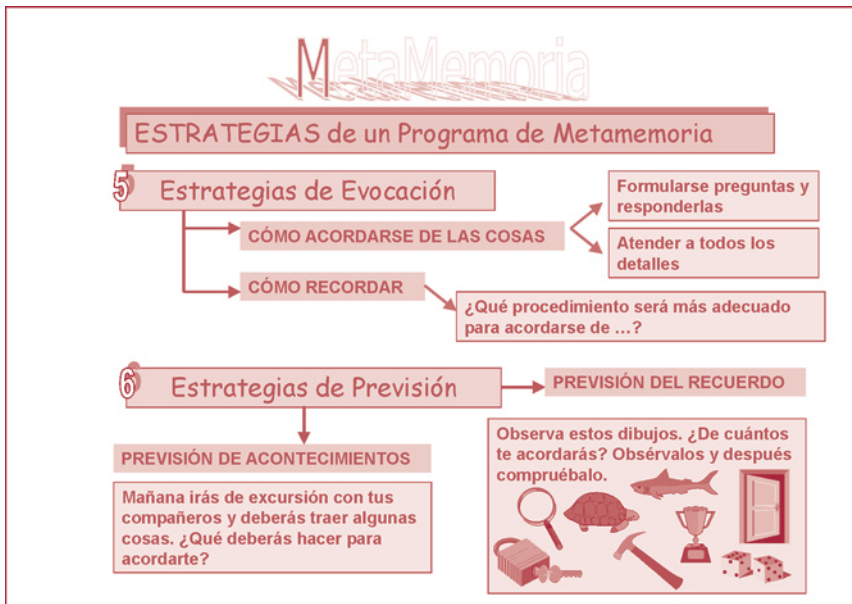 MetaMemoria
ESTRATEGIAS de un Programa de Metamemoria
5 Estrategias de Evocación
CÓMO ACORDARSE DE LAS COSAS
Formularse preguntas y
responderlas
Atender a todos los
detalles
CÓMO RECORDAR
¿Qué procedimiento será más adecuado
para acordarse de ...?
6 Estrategias de Previsión
PREVISIÓN DEL RECUERDO
PREVISIÓN DE ACONTECIMIENTOS
Mañana irás de excursión con tus
compañeros y deberás traer algunas
cosas. ¿Qué deberás hacer para
acordarte?
Observa estos dibujos. ¿De cuántos
te acordarás? Obsérvalos y después
compruébalo.